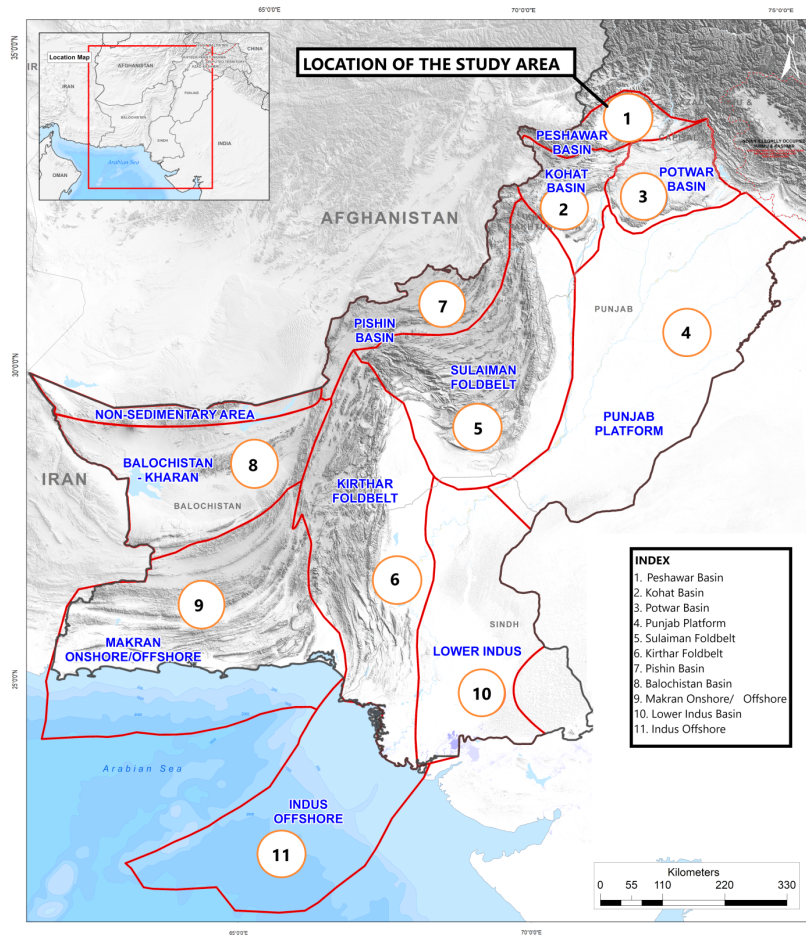 65°0'0"E
70°0'0"E
75°0'0"E
35°0'0"N
Location Map
CHINA
AFGHANISTAN
IRAN
PUNJAB
BALOCHISTAN
SINDH
INDIA
OMAN
Arabian Sea
LOCATION OF THE STUDY AREA
N
1
PESHAWAR
BASIN
KOHAT
BASIN
2
POTWAR
BASIN
3
AFGHANISTAN
7
PISHIN
BASIN
PUNJAB
4
30°0'0"N
SULAIMAN
FOLDBELT
5
PUNJAB
PLATFORM
NON-SEDIMENTARY AREA
BALOCHISTAN
- KHARAN
8
IRAN
BALOCHISTAN
KIRTHAR
FOLDBELT
6
9
MAKRAN
ONSHORE/OFFSHORE
SINDH
LOWER INDUS
10
25°0'0"N
INDEX
1. Peshawar Basin
2. Kohat Basin
3. Potwar Basin
4. Punjab Platform
5. Sulaiman Foldbelt
6. Kirthar Foldbelt
7. Pishin Basin
8. Balochistan Basin
9. Makran Onshore/ Offshore
10. Lower Indus Basin
11. Indus Offshore
Arabian Sea
INDUS
OFFSHORE
11
Kilometers
0 55 110 220 330
65°0'0"E
70°0'0"E